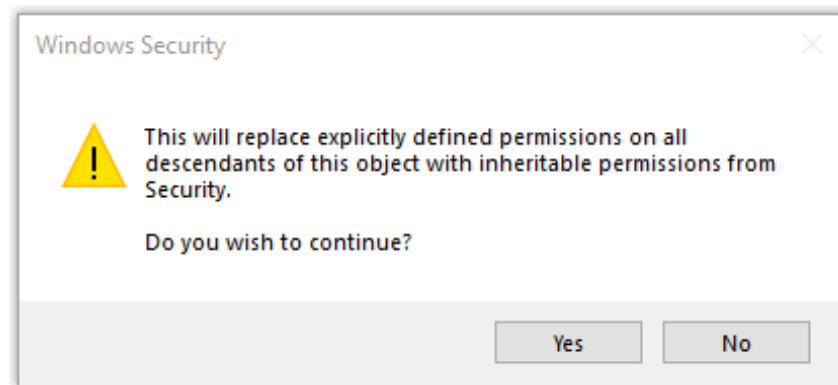 Windows Security
This will replace explicitly defined permissions on all
descendants of this object with inheritable permissions from
Security.
Do you wish to continue?
Yes
No